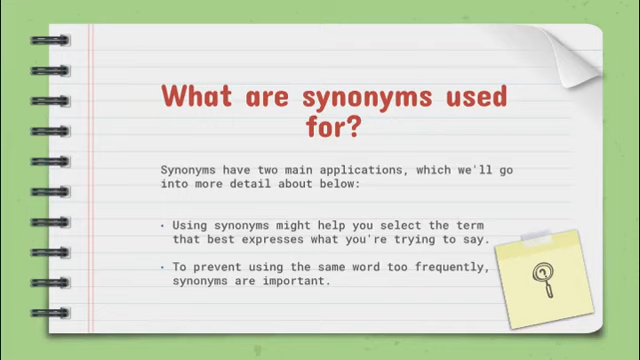 What are synonyms used
for?
Synonyms have two main applications, which we'll go
into more detail about below:
• Using synonyms might help you select the term
that best expresses what you're trying to say.
• To prevent using the same word too frequently,
synonyms are important.